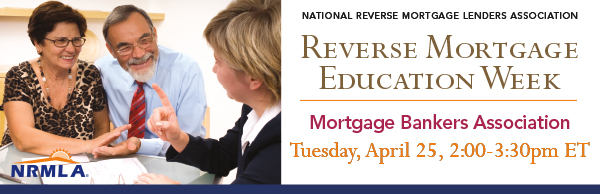 NATIONAL REVERSE MORTGAGE LENDERS ASSOCIATION
REVERSE MORTGAGE
EDUCATION WEEK
Mortgage Bankers Association
Tuesday, April 25, 2:00-3:30pm ET
NRMLA®